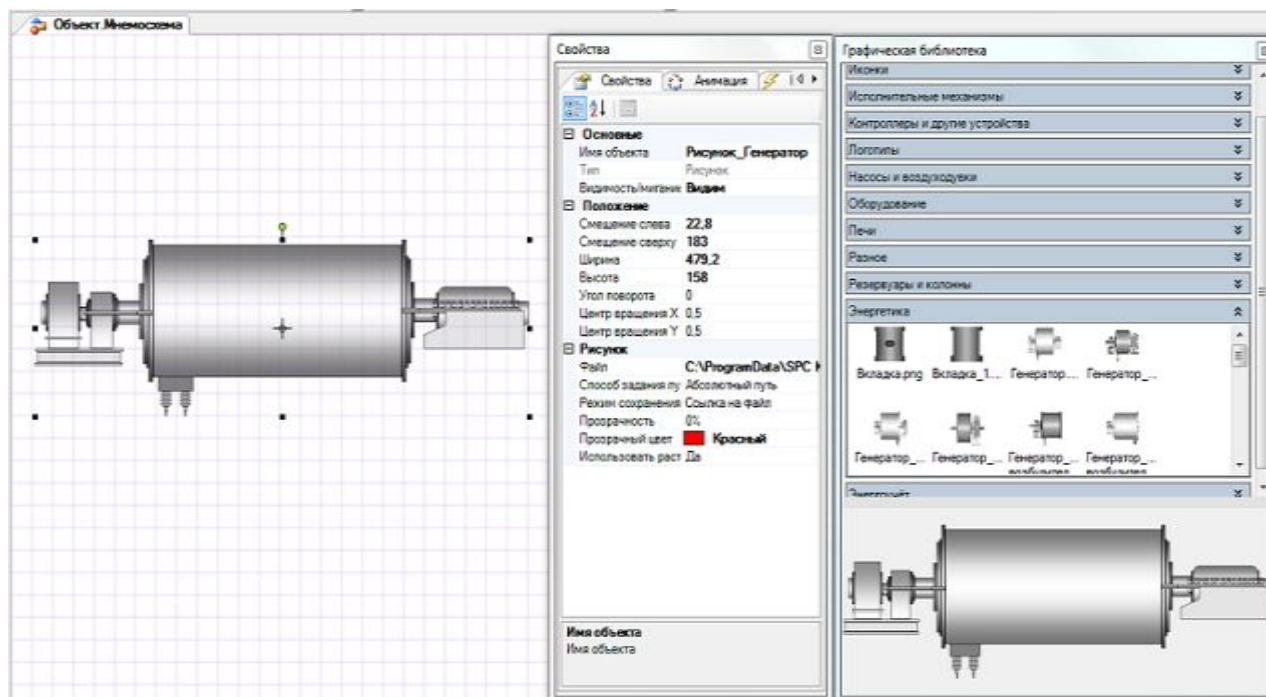 Объект.Мнемосхема
Свойства
Свойства
Анимация
Основные
Имя объекта Рисунок_Генератор
Тип Рисунок
Видимость/мигани Видим
Положение
Смещение слева 22,8
Смещение сверху 183
Ширина 479,2
Высота 158
Угол поворота 0
Центр вращения X 0,5
Центр вращения Y 0,5
Рисунок
Файл C:\ProgramData\SPC
Способ задания пу Абсолютный путь
Режим сохранения Ссылка на файл
Прозрачность 0%
Прозрачный цвет Красный
Использовать раст Да
Имя объекта
Имя объекта
Графическая библиотека
Иконки
Исполнительные механизмы
Контроллеры и другие устройства
Логотипы
Насосы и воздуходувки
Оборудование
Печи
Разное
Резервуары и колонны
Энергетика
Вкладка.png Вкладка_1.... Генератор.... Генератор_...
Генератор_... Генератор_... Генератор_... Генератор_...
Энергоучёт